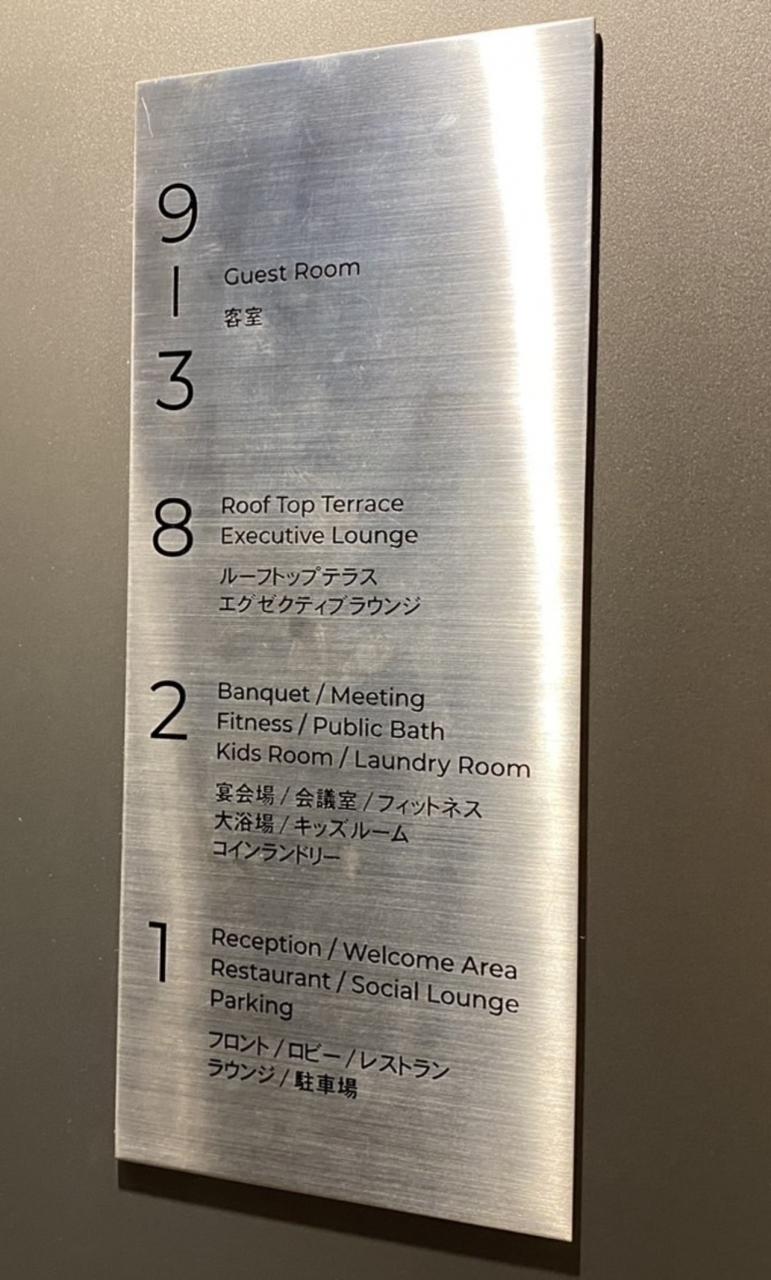 9
|
3
Guest Room
客室
8
Roof Top Terrace
Executive Lounge
ルーフトップテラス
エグゼクティブラウンジ
2
Banquet / Meeting
Fitness / Public Bath
Kids Room / Laundry Room
宴会場 / 会議室 / フィットネス
大浴場 / キッズルーム
コインランドリー
1
Reception / Welcome Area
Restaurant / Social Lounge
Parking
フロント / ロビー / レストラン
ラウンジ / 駐車場